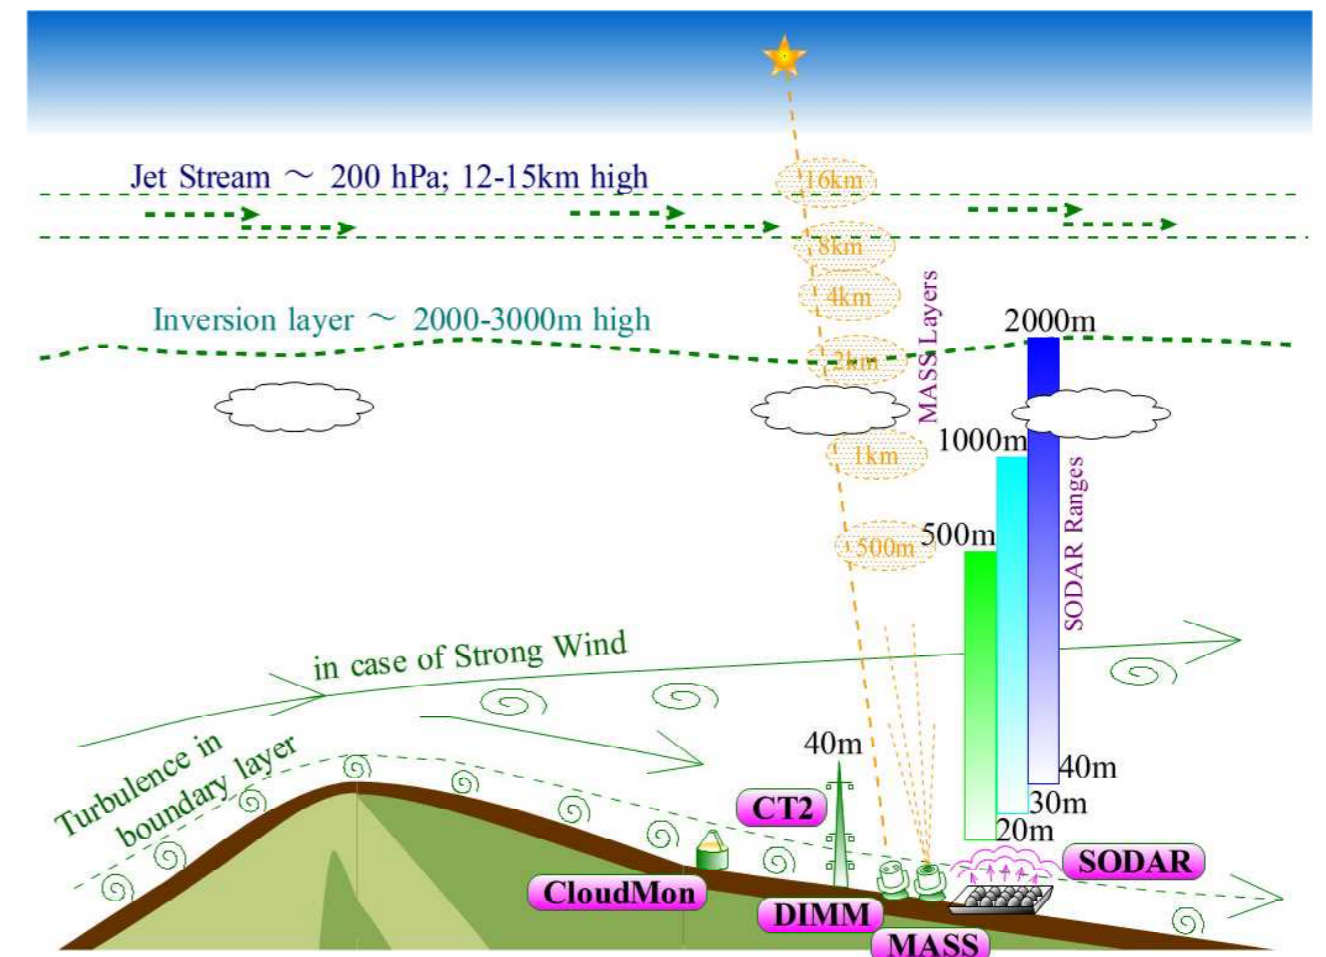 Jet Stream ～ 200 hPa; 12-15km high
16km
8km
4km
Inversion layer ～ 2000-3000m high
2km
MASS Layers
2000m
1000m
1km
500m
500m
SODAR Ranges
in case of Strong Wind
Turbulence in
boundary layer
40m
40m
30m
20m
CT2
CloudMon
DIMM
MASS
SODAR